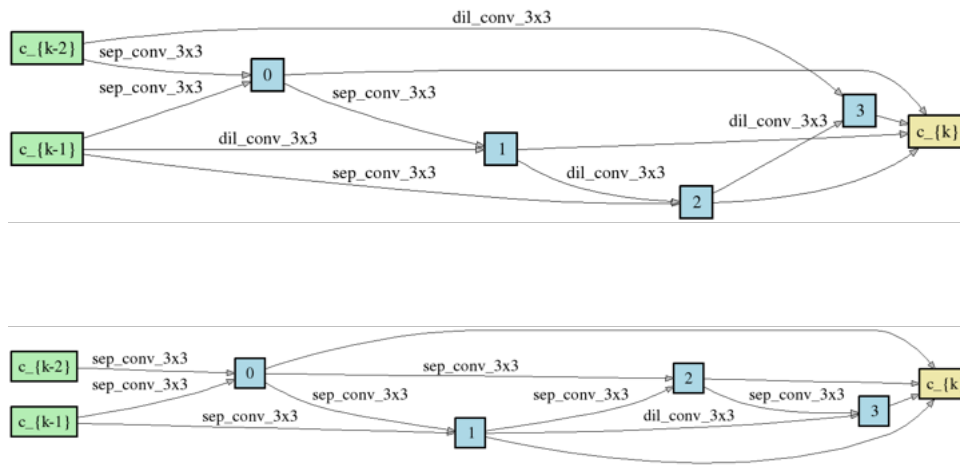 dil_conv_3x3
c_{k-2}
sep_conv_3x3
0
sep_conv_3x3
sep_conv_3x3
3
dil_conv_3x3
c_{k}
c_{k-1}
dil_conv_3x3
1
sep_conv_3x3
dil_conv_3x3
2
c_{k-2}
sep_conv_3x3
0
sep_conv_3x3
2
c_{k
sep_conv_3x3
sep_conv_3x3
sep_conv_3x3
sep_conv_3x3
3
c_{k-1}
sep_conv_3x3
1
dil_conv_3x3